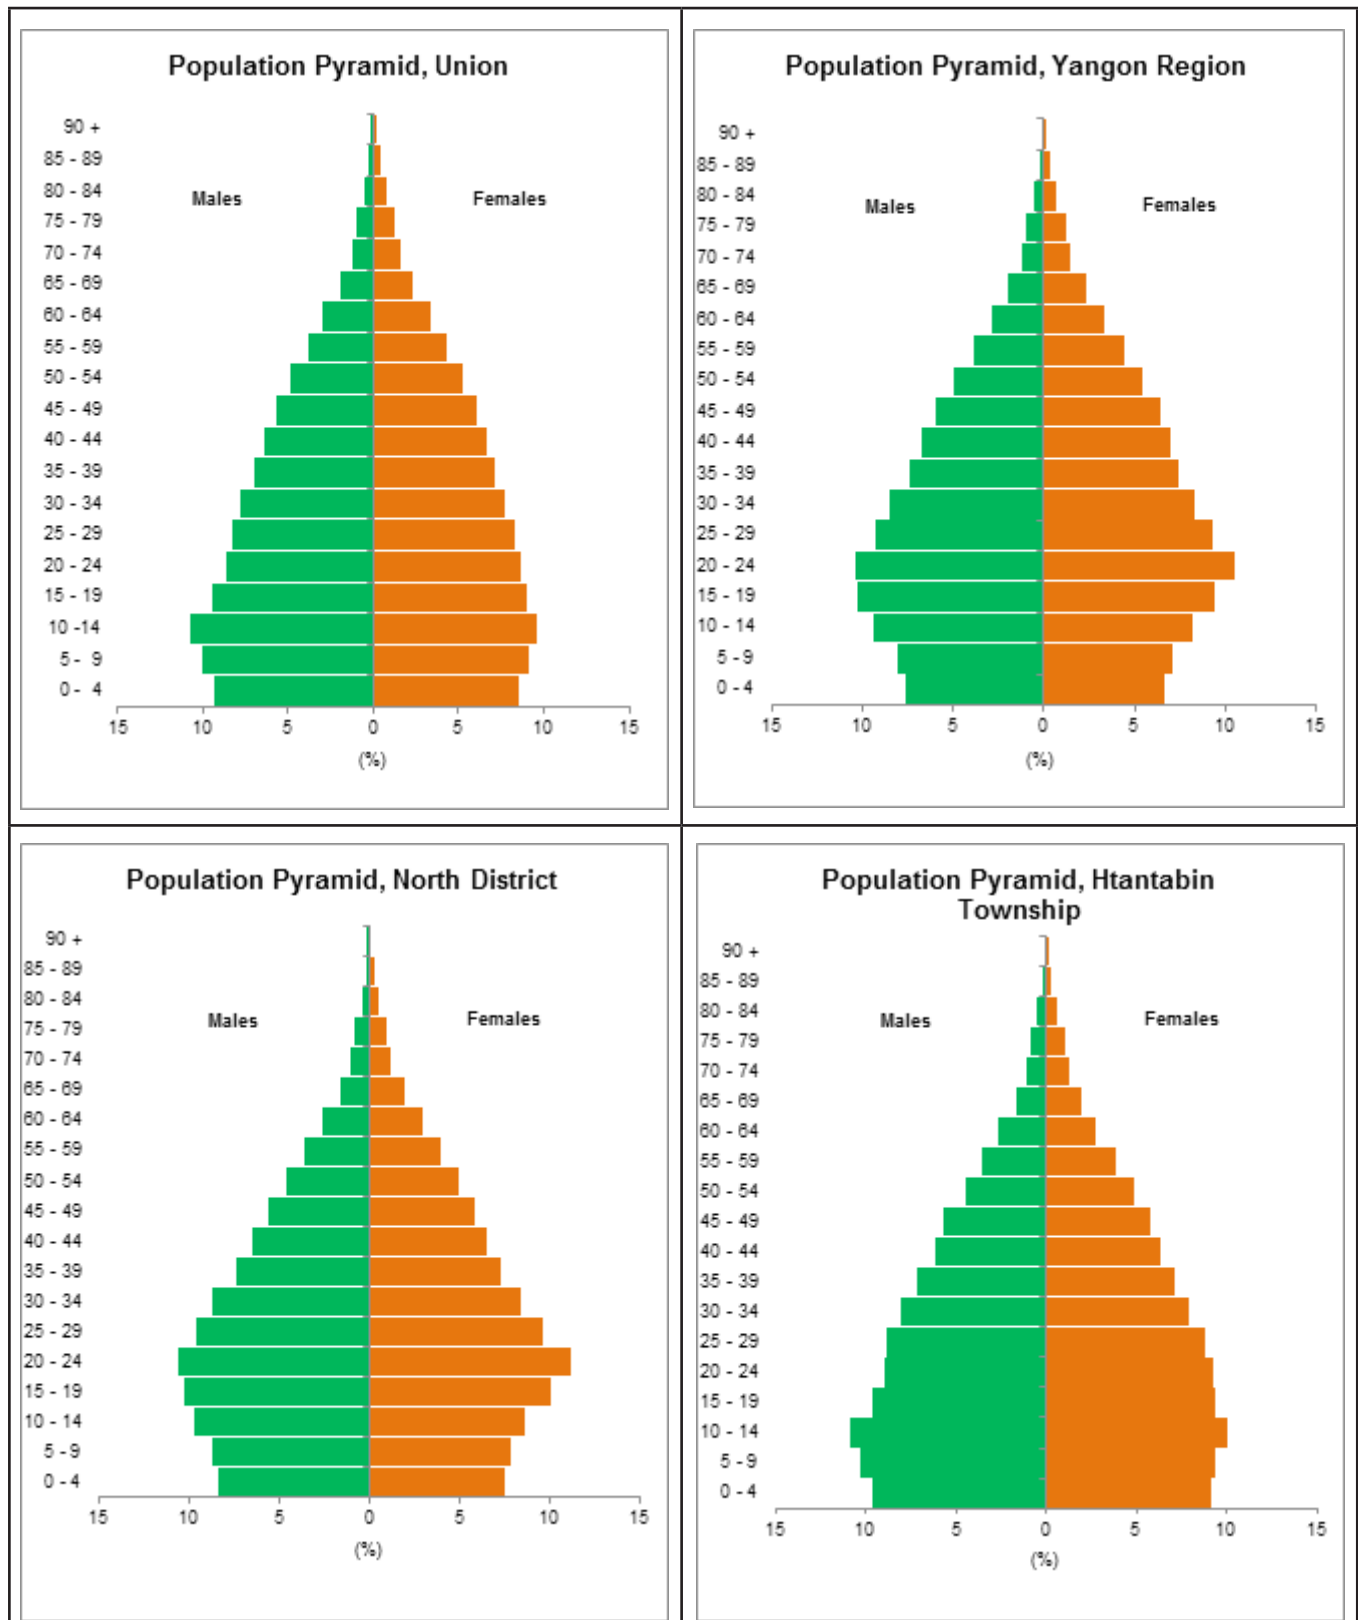 Population Pyramid, Union
90 +
85 - 89
80 - 84
75 - 79
70 - 74
65 - 69
60 - 64
55 - 59
50 - 54
45 - 49
40 - 44
35 - 39
30 - 34
25 - 29
20 - 24
15 - 19
10 -14
5 - 9
0 - 4
Males
Females
15 10 5 0 5 10 15
(%)
Population Pyramid, Yangon Region
90 +
85 - 89
80 - 84
75 - 79
70 - 74
65 - 69
60 - 64
55 - 59
50 - 54
45 - 49
40 - 44
35 - 39
30 - 34
25 - 29
20 - 24
15 - 19
10 - 14
5 - 9
0 - 4
Males
Females
15 10 5 0 5 10 15
(%)
Population Pyramid, North District
90 +
85 - 89
80 - 84
75 - 79
70 - 74
65 - 69
60 - 64
55 - 59
50 - 54
45 - 49
40 - 44
35 - 39
30 - 34
25 - 29
20 - 24
15 - 19
10 - 14
5 - 9
0 - 4
Males
Females
15 10 5 0 5 10 15
(%)
Population Pyramid, Htantabin
Township
90 +
85 - 89
80 - 84
75 - 79
70 - 74
65 - 69
60 - 64
55 - 59
50 - 54
45 - 49
40 - 44
35 - 39
30 - 34
25 - 29
20 - 24
15 - 19
10 - 14
5 - 9
0 - 4
Males
Females
15 10 5 0 5 10 15
(%)